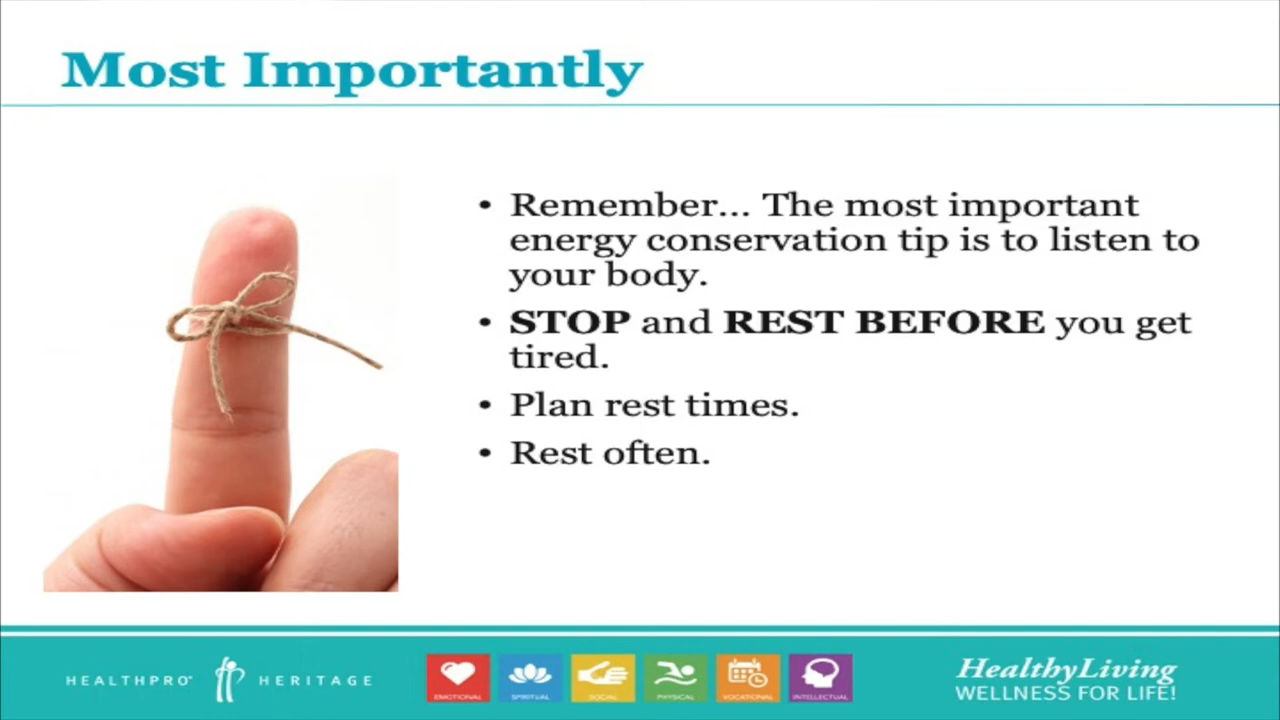 Most Importantly
• Remember... The most important
energy conservation tip is to listen to
your body.
• STOP and REST BEFORE you get
tired.
• Plan rest times.
• Rest often.
HEALTHPRO HERITAGE
EMOTIONAL SPIRITUAL SOCIAL PHYSICAL VOCATIONAL INTELLECTUAL
HealthyLiving
WELLNESS FOR LIFE!